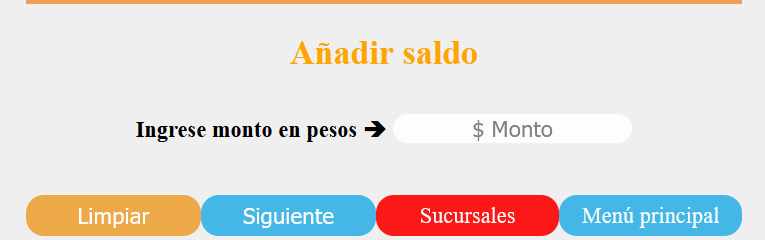 Añadir saldo
Ingrese monto en pesos ➔ $ Monto
Limpiar Siguiente Sucursales Menú principal